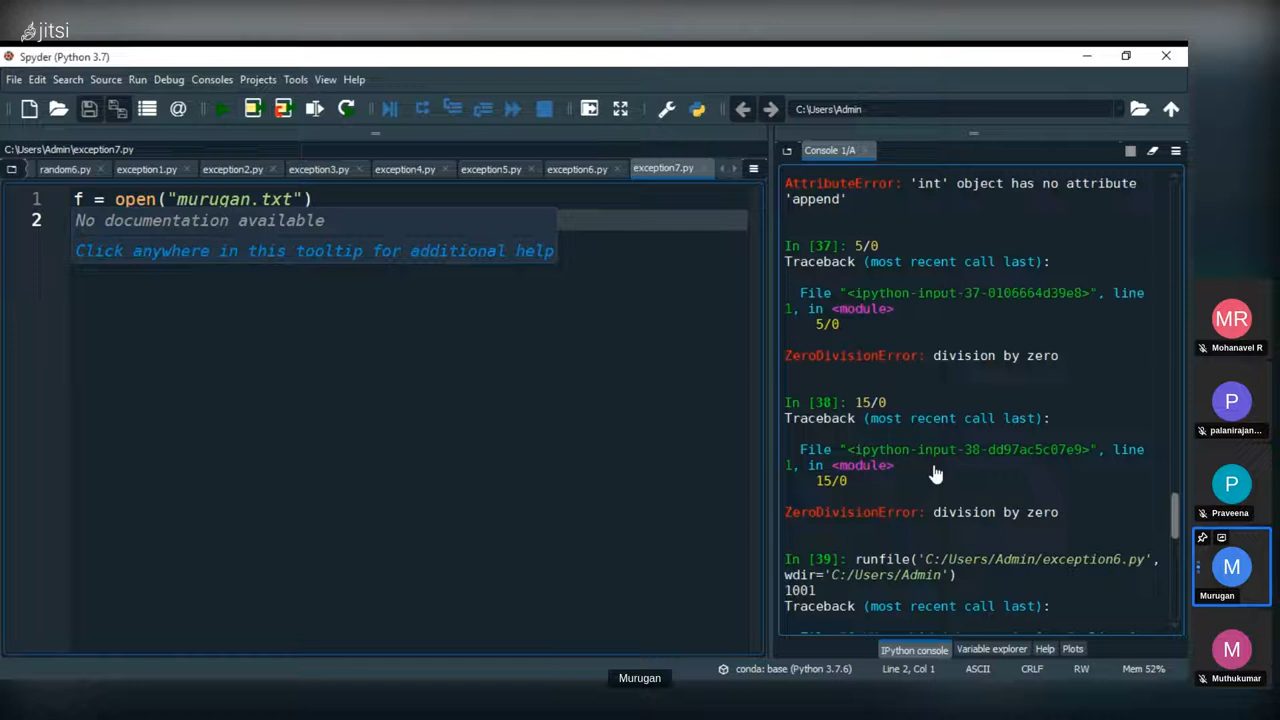 jitsi
Spyder (Python 3.7)
File Edit Search Source Run Debug Consoles Projects Tools View Help
C:\Users\Admin
C:\Users\Admin\exception7.py
random6.py exception1.py exception2.py exception3.py exception4.py exception5.py exception6.py exception7.py
1 f = open("murugan.txt")
2
No documentation available
Click anywhere in this tooltip for additional help
Console 1/A
AttributeError: 'int' object has no attribute
'append'
In [37]: 5/0
Traceback (most recent call last):
File "<ipython-input-37-0106664d39e8>", line
1, in <module>
5/0
ZeroDivisionError: division by zero
In [38]: 15/0
Traceback (most recent call last):
File "<ipython-input-38-dd97ac5c07e9>", line
1, in <module>
15/0
ZeroDivisionError: division by zero
In [39]: runfile('C:/Users/Admin/exception6.py',
wdir='C:/Users/Admin')
1001
Traceback (most recent call last):
IPython console Variable explorer Help Plots
conda: base (Python 3.7.6) Line 2, Col 1 ASCII CRLF RW Mem 52%
Murugan
MR
Mohanavel R
P
palanirajan...
P
Praveena
M
Murugan
M
Muthukumar